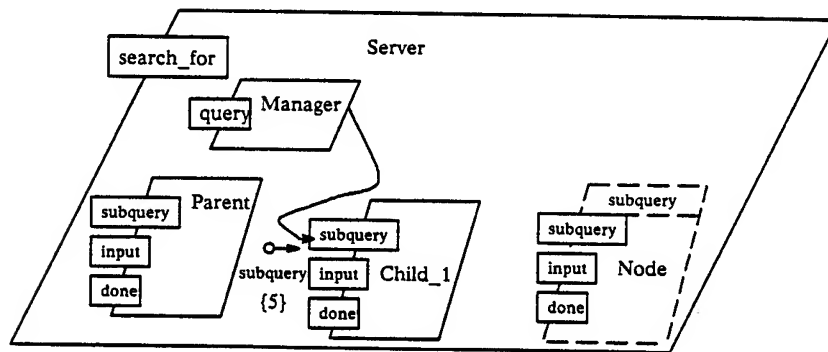 search_for
Server
query
Manager
Parent
subquery
input
done
subquery
{5}
subquery
input
Child_1
done
subquery
subquery
input
Node
done